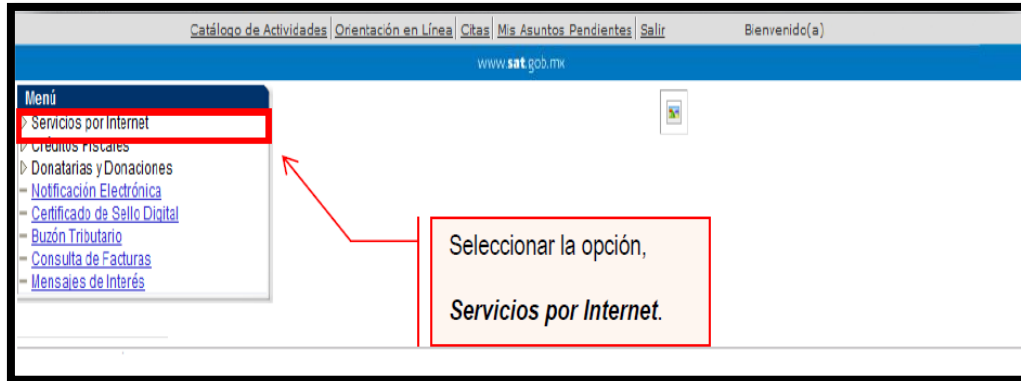 Catálogo de Actividades Orientación en Línea Citas Mis Asuntos Pendientes Salir Bienvenido(a)
www.sat.gob.mx
Menú
Servicios por Internet
Créditos Fiscales
Donatarias y Donaciones
Notificación Electrónica
Certificado de Sello Digital
Buzón Tributario
Consulta de Facturas
Mensajes de Interés
Seleccionar la opción,
Servicios por Internet.